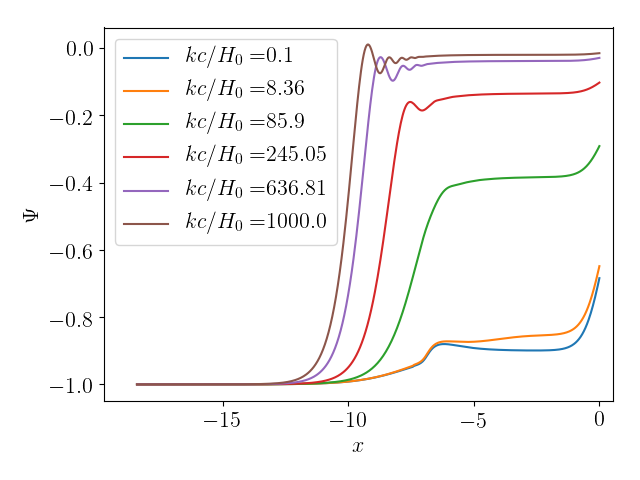 0.0
−0.2
−0.4
−0.6
−0.8
−1.0
Ψ
kc/H₀ =0.1
kc/H₀ =8.36
kc/H₀ =85.9
kc/H₀ =245.05
kc/H₀ =636.81
kc/H₀ =1000.0
−15 −10 −5 0
x